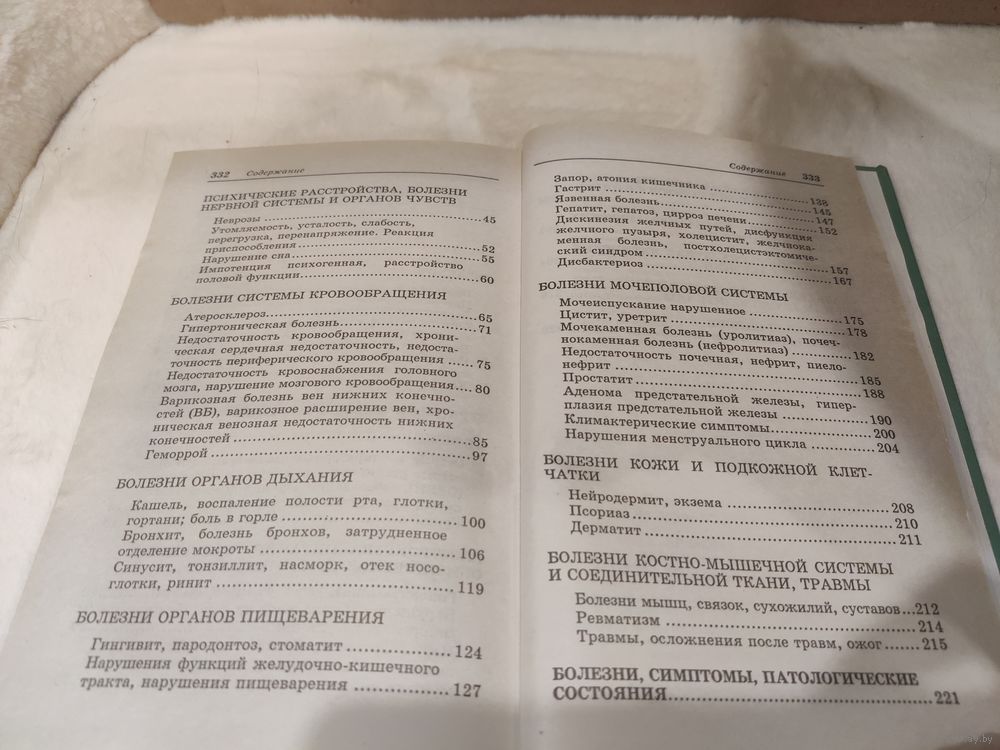 332 Содержание
ПСИХИЧЕСКИЕ РАССТРОЙСТВА, БОЛЕЗНИ
НЕРВНОЙ СИСТЕМЫ И ОРГАНОВ ЧУВСТВ
Неврозы ........ 45
Утомляемость, усталость, слабость,
перегрузка, перенапряжение. Реакция
приспособления ........ 52
Нарушение сна ........ 55
Импотенция психогенная, расстройство
половой функции ........ 60
БОЛЕЗНИ СИСТЕМЫ КРОВООБРАЩЕНИЯ
Атеросклероз ........ 65
Гипертоническая болезнь ........ 71
Недостаточность кровообращения, хрони-
ческая сердечная недостаточность, недоста-
точность периферического кровообращения ...... 75
Недостаточность кровоснабжения головного
мозга, нарушение мозгового кровообращения .... 80
Варикозная болезнь вен нижних конечно-
стей (ВБ), варикозное расширение вен, хро-
ническая венозная недостаточность нижних
конечностей ........ 85
Геморрой ........ 97
БОЛЕЗНИ ОРГАНОВ ДЫХАНИЯ
Кашель, воспаление полости рта, глотки,
гортани; боль в горле ........ 100
Бронхит, болезнь бронхов, затрудненное
отделение мокроты ........ 106
Синусит, тонзиллит, насморк, отек носо-
глотки, ринит ........ 119
БОЛЕЗНИ ОРГАНОВ ПИЩЕВАРЕНИЯ
Гингивит, пародонтоз, стоматит ........ 124
Нарушения функций желудочно-кишечного
тракта, нарушения пищеварения ........ 127
Содержание 333
Запор, атония кишечника ........ 138
Гастрит ........ 145
Язвенная болезнь ........ 147
Гепатит, гепатоз, цирроз печени ........ 152
Дискинезия желчных путей, дисфункция
желчного пузыря, холецистит, желчнока-
менная болезнь, постхолецистэктомиче-
ский синдром ........ 157
Дисбактериоз ........ 167
БОЛЕЗНИ МОЧЕПОЛОВОЙ СИСТЕМЫ
Мочеиспускание нарушенное ........ 175
Цистит, уретрит ........ 178
Мочекаменная болезнь (уролитиаз), почеч-
нокаменная болезнь (нефролитиаз) ........ 182
Недостаточность почечная, нефрит, пиело-
нефрит ........ 185
Простатит ........ 188
Аденома предстательной железы, гипер-
плазия предстательной железы ........ 190
Климактерические симптомы ........ 200
Нарушения менструального цикла ........ 204
БОЛЕЗНИ КОЖИ И ПОДКОЖНОЙ КЛЕТ-
ЧАТКИ
Нейродермит, экзема ........ 208
Псориаз ........ 210
Дерматит ........ 211
БОЛЕЗНИ КОСТНО-МЫШЕЧНОЙ СИСТЕМЫ
И СОЕДИНИТЕЛЬНОЙ ТКАНИ, ТРАВМЫ
Болезни мышц, связок, сухожилий, суставов ... 212
Ревматизм ........ 214
Травмы, осложнения после травм, ожог ....... 215
БОЛЕЗНИ, СИМПТОМЫ, ПАТОЛОГИЧЕСКИЕ
СОСТОЯНИЯ ........ 221